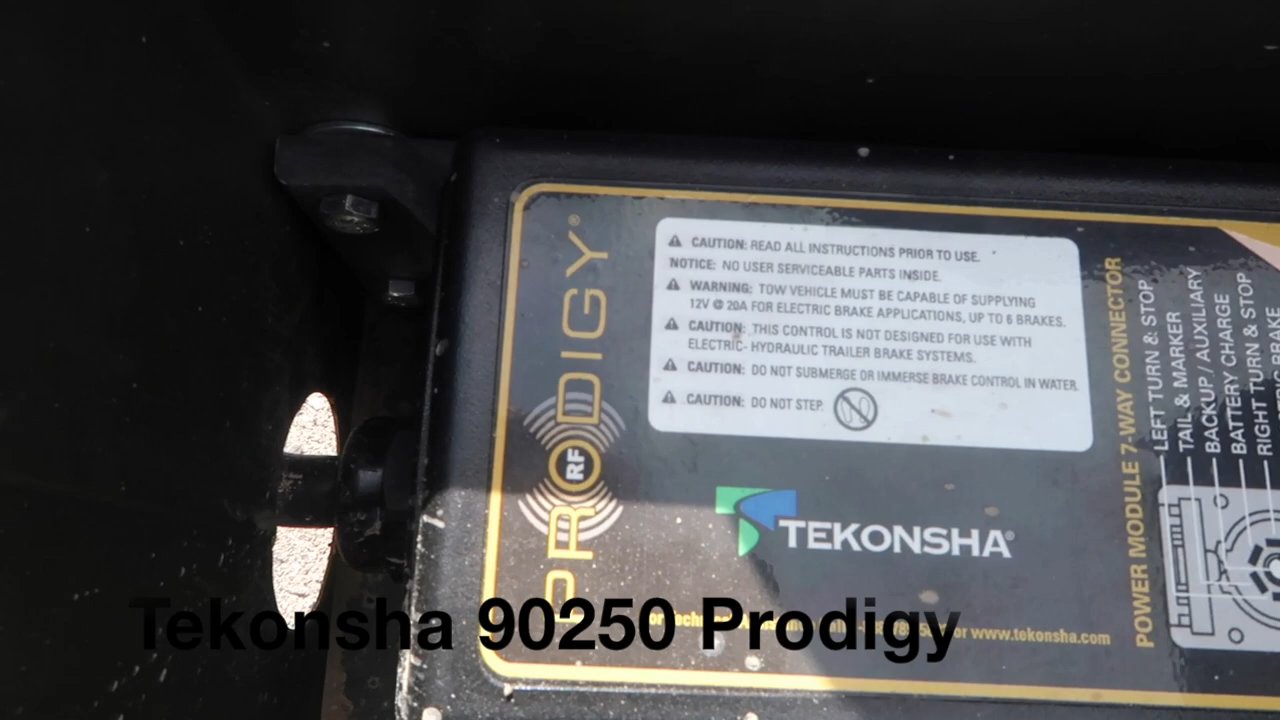 PRODIGY®
RF
CAUTION: READ ALL INSTRUCTIONS PRIOR TO USE.
NOTICE: NO USER SERVICEABLE PARTS INSIDE.
WARNING: TOW VEHICLE MUST BE CAPABLE OF SUPPLYING
12V @ 20A FOR ELECTRIC BRAKE APPLICATIONS, UP TO 6 BRAKES.
CAUTION: THIS CONTROL IS NOT DESIGNED FOR USE WITH
ELECTRIC- HYDRAULIC TRAILER BRAKE SYSTEMS.
CAUTION: DO NOT SUBMERGE OR IMMERSE BRAKE CONTROL IN WATER.
CAUTION: DO NOT STEP.
TEKONSHA®
or www.tekonsha.com
POWER MODULE 7-WAY CONNECTOR
LEFT TURN & STOP
TAIL & MARKER
BACKUP / AUXILIARY
BATTERY CHARGE
RIGHT TURN & STOP
BRAKE
Tekonsha 90250 Prodigy